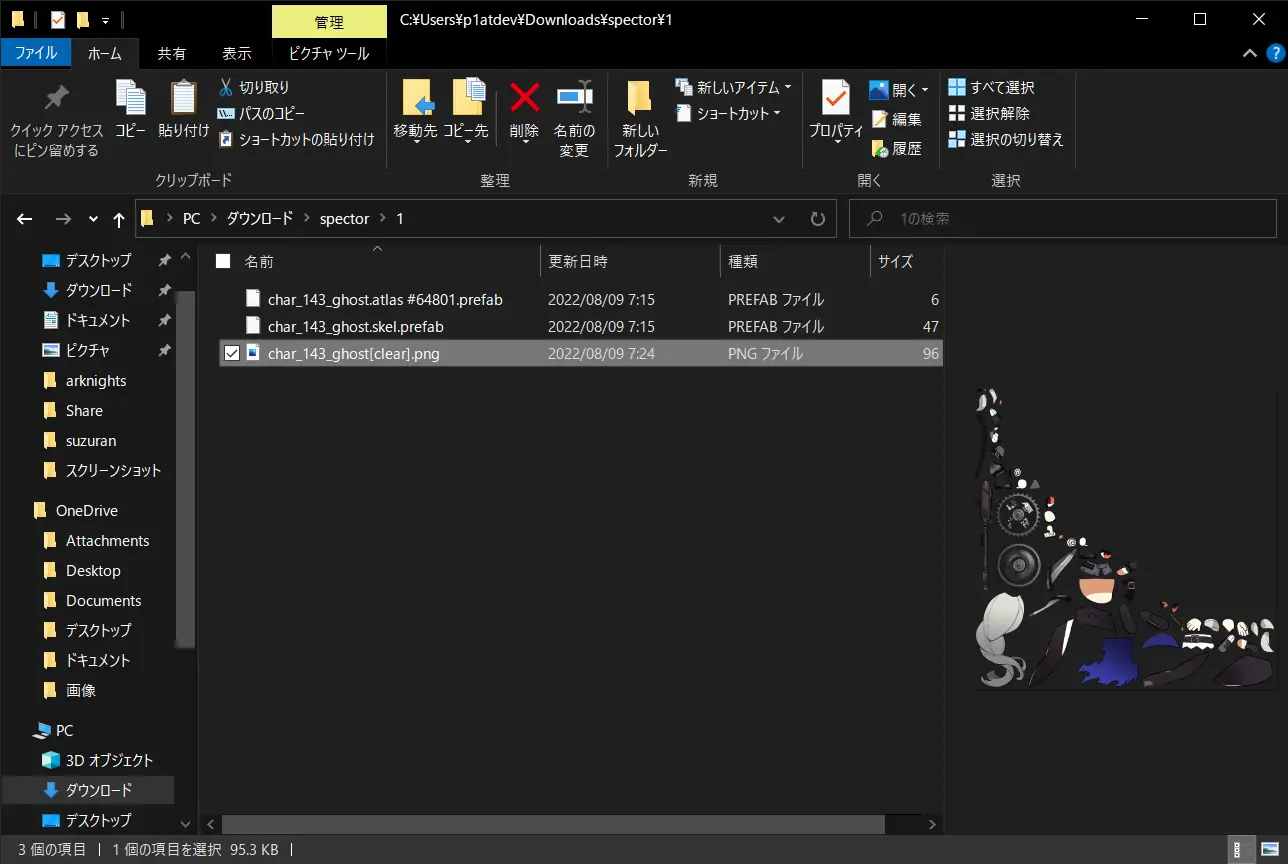 管理
C:¥Users¥p1atdev¥Downloads¥spector¥1
ファイル
ホーム
共有
表示
ピクチャ ツール
クイック アクセス
にピン留めする
コピー
貼り付け
切り取り
パスのコピー
ショートカットの貼り付け
クリップボード
移動先
コピー先
削除
名前の
変更
整理
新しい
フォルダー
新しいアイテム
ショートカット
新規
プロパティ
開く
編集
履歴
開く
すべて選択
選択解除
選択の切り替え
選択
PC
ダウンロード
spector
1
1の検索
デスクトップ
ダウンロード
ドキュメント
ピクチャ
arknights
Share
suzuran
スクリーンショット
OneDrive
Attachments
Desktop
Documents
デスクトップ
ドキュメント
画像
PC
3D オブジェクト
ダウンロード
デスクトップ
名前 更新日時 種類 サイズ
char_143_ghost.atlas #64801.prefab 2022/08/09 7:15 PREFAB ファイル 6
char_143_ghost.skel.prefab 2022/08/09 7:15 PREFAB ファイル 47
char_143_ghost[clear].png 2022/08/09 7:24 PNG ファイル 96
3 個の項目 1 個の項目を選択 95.3 KB